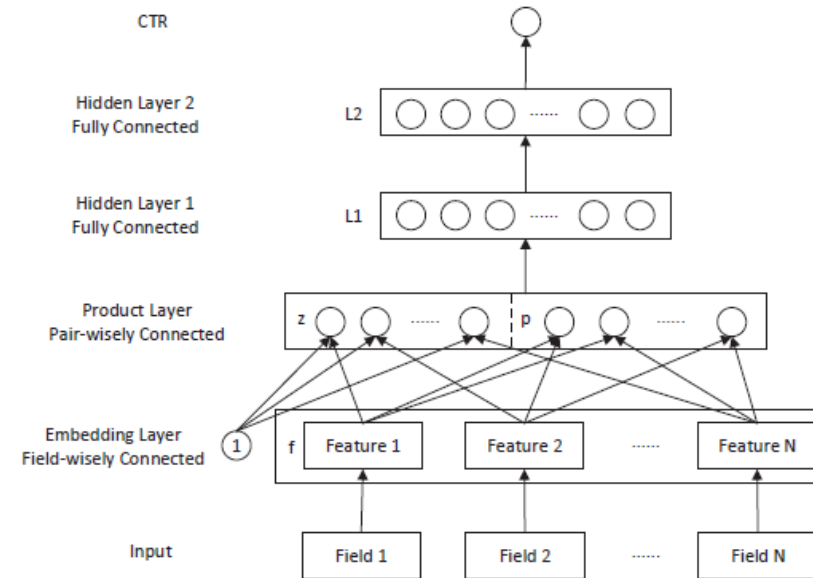 CTR
Hidden Layer 2
Fully Connected
L2
......
Hidden Layer 1
Fully Connected
L1
......
Product Layer
Pair-wisely Connected
z
......
p
......
Embedding Layer
Field-wisely Connected
1
f
Feature 1
Feature 2
......
Feature N
Input
Field 1
Field 2
......
Field N